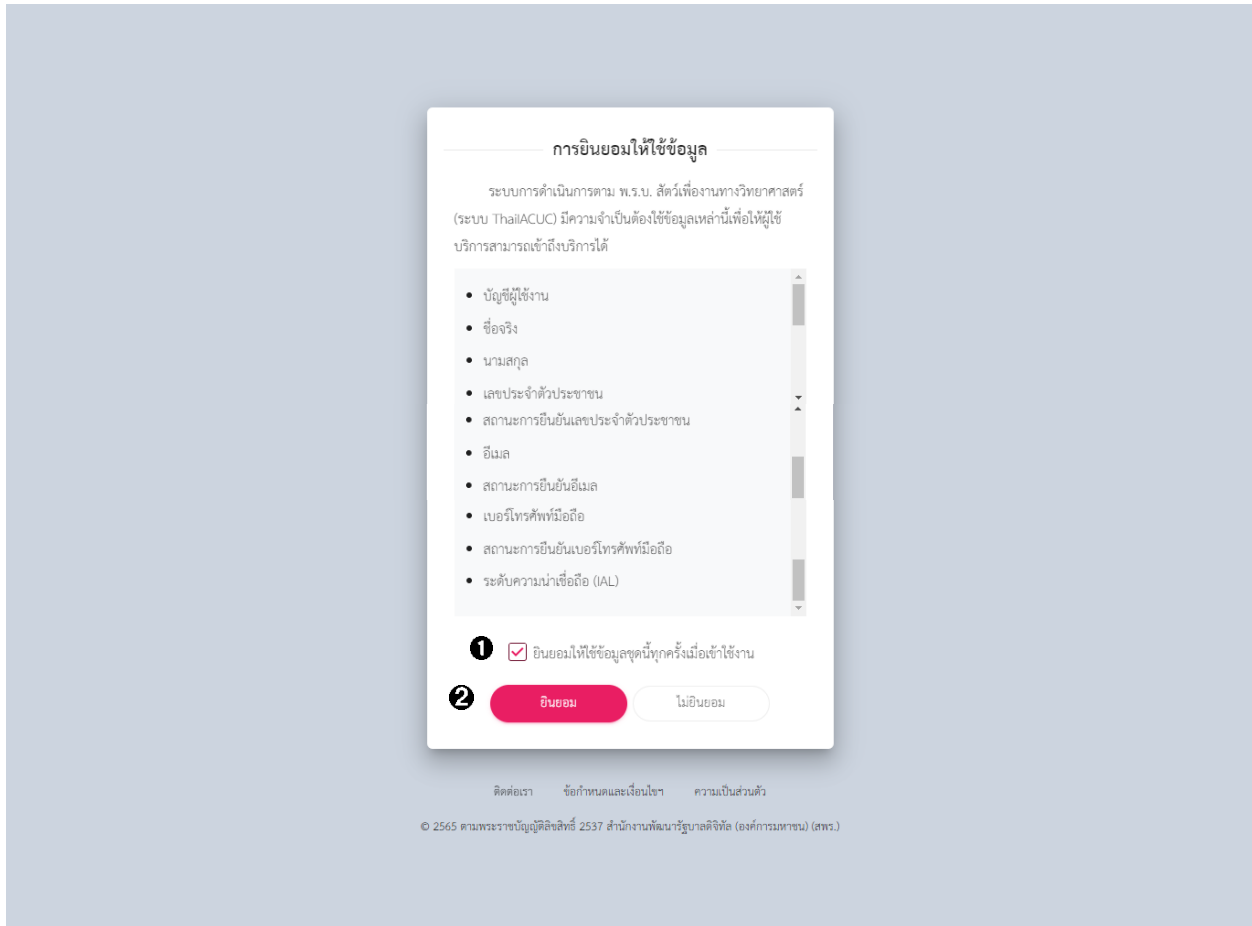 การยินยอมให้ใช้ข้อมูล
ระบบการดำเนินการตาม พ.ร.บ. สัตว์เพื่องานทางวิทยาศาสตร์
(ระบบ ThaiIACUC) มีความจำเป็นต้องใช้ข้อมูลเหล่านี้เพื่อให้ผู้ใช้
บริการสามารถเข้าถึงบริการได้
บัญชีผู้ใช้งาน
ชื่อจริง
นามสกุล
เลขประจำตัวประชาชน
สถานะการยืนยันเลขประจำตัวประชาชน
อีเมล
สถานะการยืนยันอีเมล
เบอร์โทรศัพท์มือถือ
สถานะการยืนยันเบอร์โทรศัพท์มือถือ
ระดับความน่าเชื่อถือ (IAL)
1 ยินยอมให้ใช้ข้อมูลชุดนี้ทุกครั้งเมื่อเข้าใช้งาน
2 ยินยอม ไม่ยินยอม
ติดต่อเรา ข้อกำหนดและเงื่อนไขฯ ความเป็นส่วนตัว
© 2565 ตามพระราชบัญญัติลิขสิทธิ์ 2537 สำนักงานพัฒนารัฐบาลดิจิทัล (องค์การมหาชน) (สพร.)